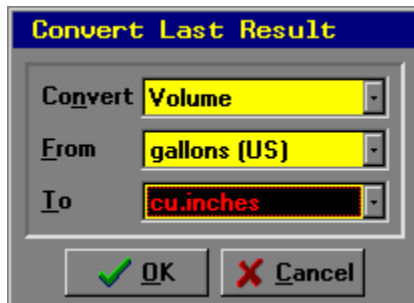 Convert Last Result
Convert Volume
From gallons (US)
To cu.inches
OK Cancel